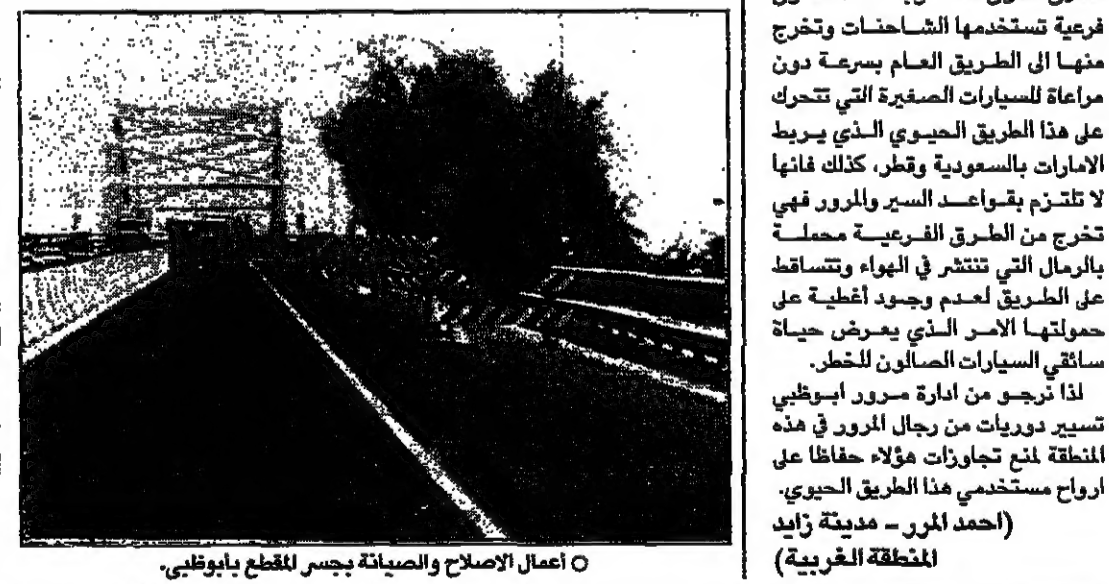 فرعية تستخدمها الشاحنات وتخرج
منها الى الطريق العام بسرعة دون
مراعاة للسيارات الصغيرة التي تتحرك
على هذا الطريق الحيوي الذي يربط
الامارات بالسعودية وقطر، كذلك فانها
لا تلتزم بقواعد السير والمرور فهي
تخرج من الطرق الفرعية محملة
بالرمال التي تنتشر في الهواء وتتساقط
على الطريق لعدم وجود أغطية على
حمولتها الامر الذي يعرض حياة
سائقي السيارات الصالون للخطر.
لذا نرجو من ادارة مرور ابوظبي
تسيير دوريات من رجال المرور في هذه
المنطقة لمنع تجاوزات هؤلاء حفاظا على
ارواح مستخدمي هذا الطريق الحيوي.
(احمد المرر – مدينة زايد
المنطقة الغربية)
○ أعمال الاصلاح والصيانة بجسر المقطع بأبوظبي.